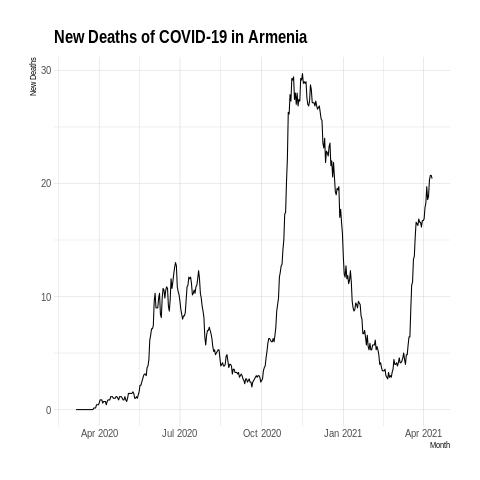 New Deaths of COVID-19 in Armenia
New Deaths
30
20
10
0
Apr 2020 Jul 2020 Oct 2020 Jan 2021 Apr 2021
Month